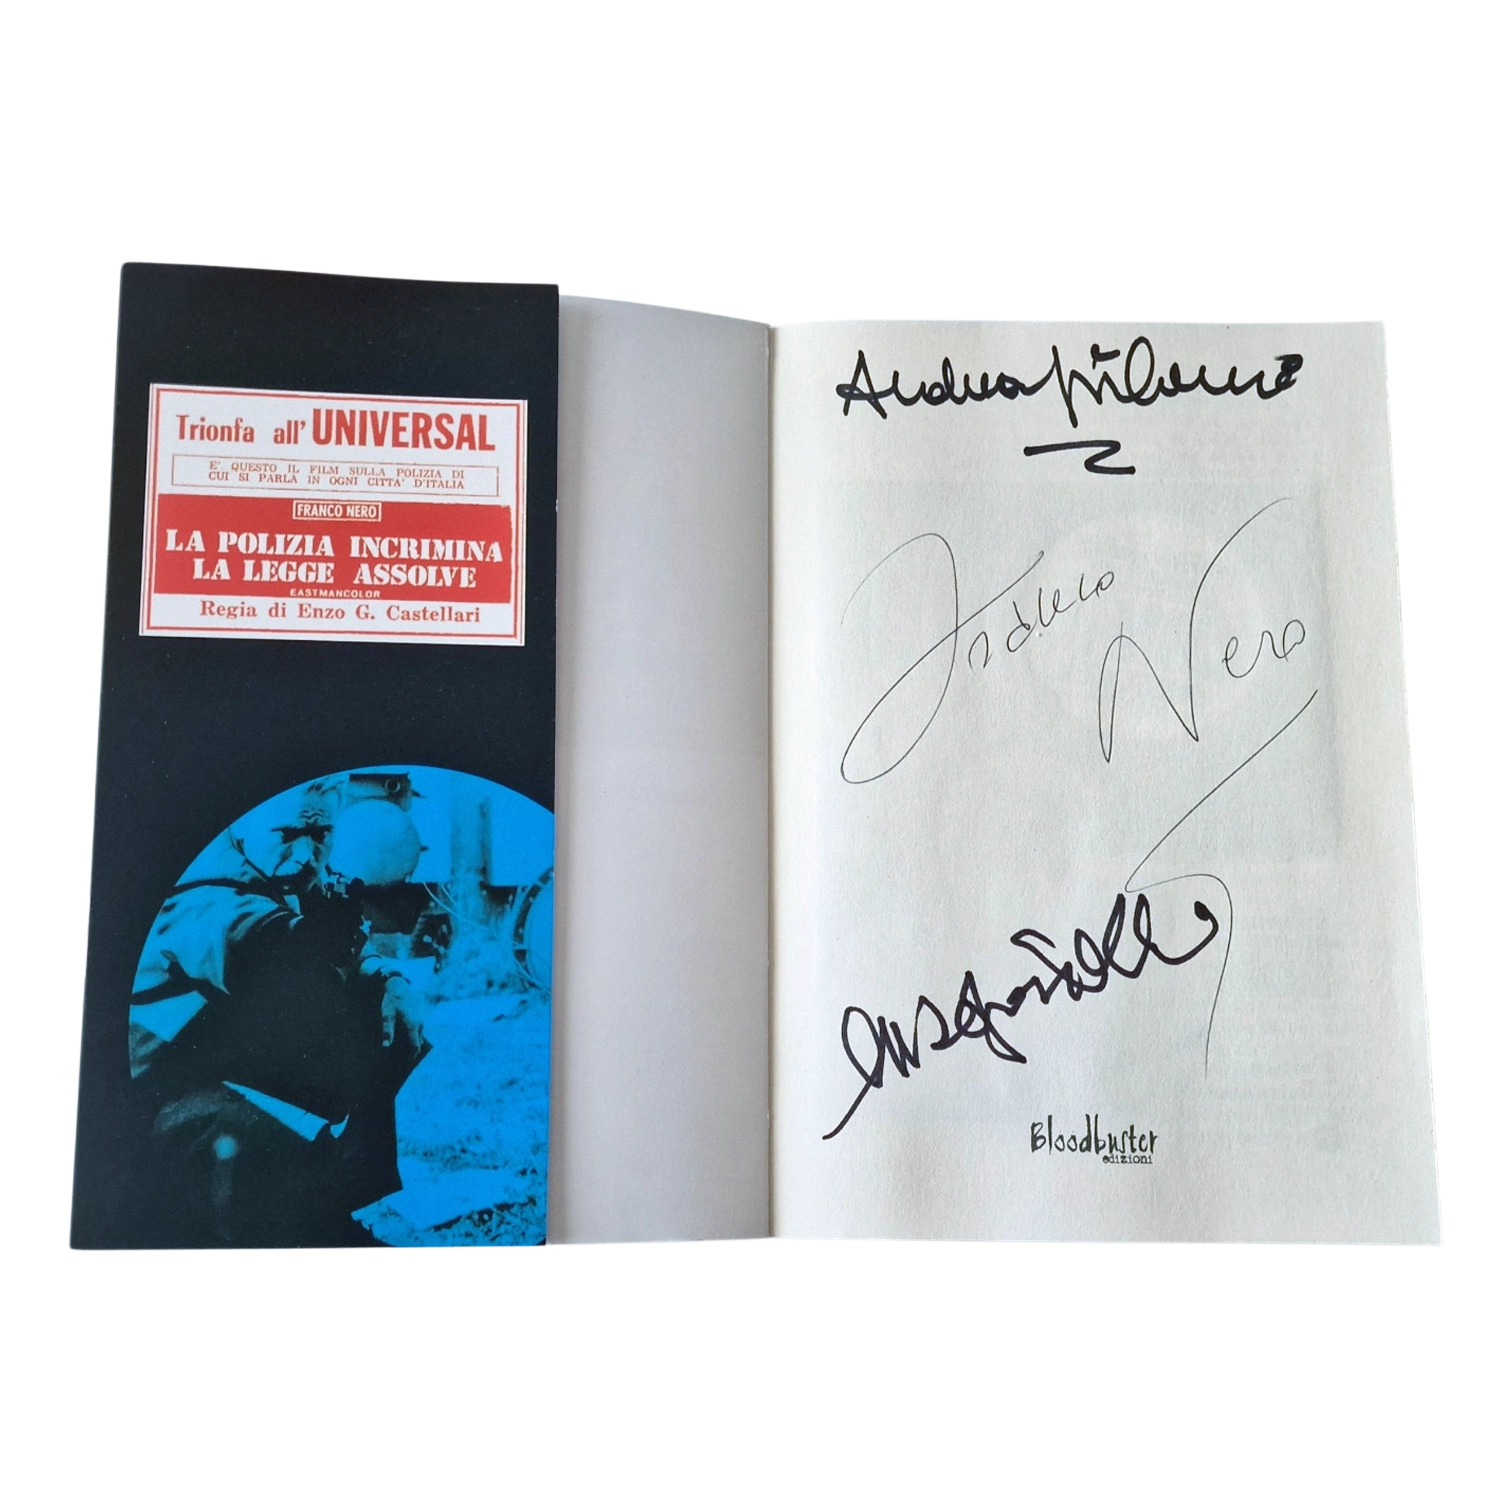 Trionfa all' UNIVERSAL
E' QUESTO IL FILM SULLA POLIZIA DI
CUI SI PARLA IN OGNI CITTA' D'ITALIA
FRANCO NERO
LA POLIZIA INCRIMINA
LA LEGGE ASSOLVE
EASTMANCOLOR
Regia di Enzo G. Castellari
Andrea
Franco Nero
Bloodbuster
edizioni